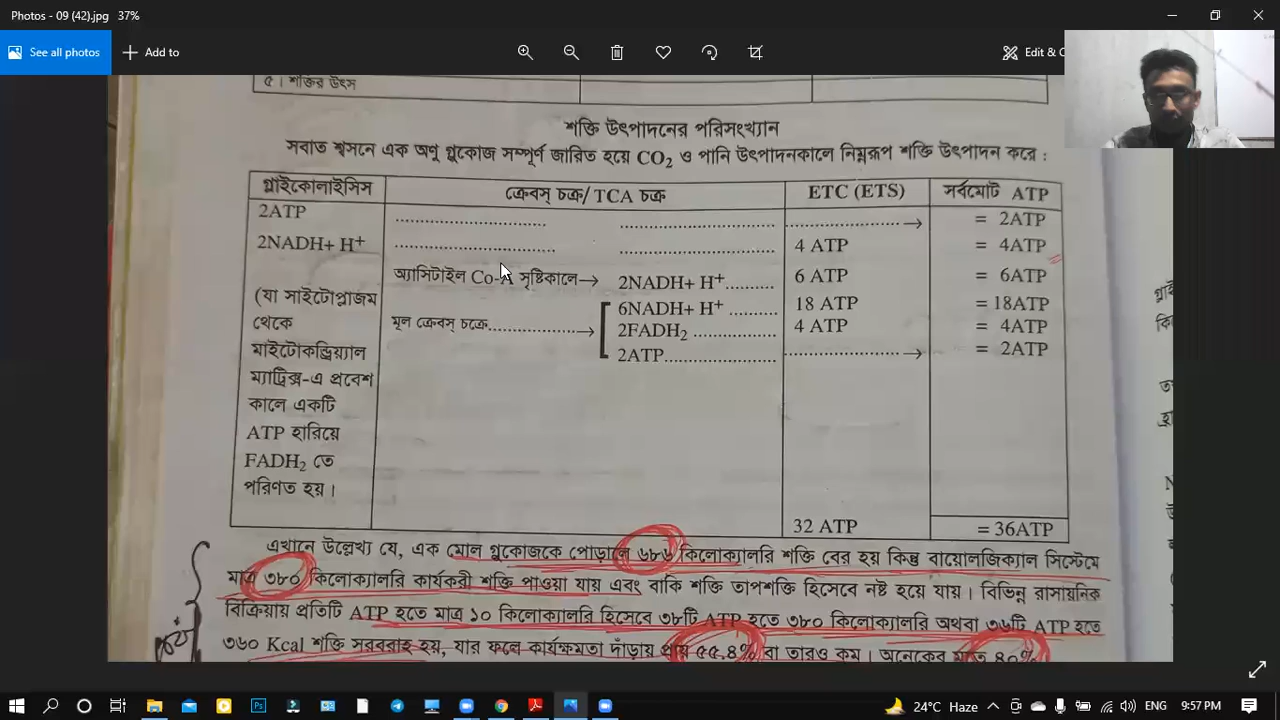 Photos - 09 (42).jpg 37%
See all photos Add to Edit & C
৫। শক্তির উৎস
শক্তি উৎপাদনের পরিসংখ্যান
সবাত শ্বসনে এক অণু গ্লুকোজ সম্পূর্ণ জারিত হয়ে CO₂ ও পানি উৎপাদনকালে নিম্নরূপ শক্তি উৎপাদন করে :
গ্লাইকোলাইসিস ক্রেবস্ চক্র/ TCA চক্র ETC (ETS) সর্বমোট ATP
2ATP = 2ATP
2NADH+ H⁺ 4 ATP = 4ATP
অ্যাসিটাইল Co-A সৃষ্টিকালে→ 2NADH+ H⁺ 6 ATP = 6ATP
(যা সাইটোপ্লাজম 6NADH+ H⁺ 18 ATP = 18ATP
থেকে মূল ক্রেবস্ চক্রে→ 2FADH₂ 4 ATP = 4ATP
মাইটোকন্ড্রিয়াল 2ATP = 2ATP
ম্যাট্রিক্স-এ প্রবেশ
কালে একটি
ATP হারিয়ে
FADH₂ তে
পরিণত হয়।
32 ATP = 36ATP
এখানে উল্লেখ্য যে, এক মোল গ্লুকোজকে পোড়ালে ৬৮৬ কিলোক্যালরি শক্তি বের হয় কিন্তু বায়োলজিক্যাল সিস্টেমে
মাত্র ৩৮০ কিলোক্যালরি কার্যকরী শক্তি পাওয়া যায় এবং বাকি শক্তি তাপশক্তি হিসেবে নষ্ট হয়ে যায়। বিভিন্ন রাসায়নিক
বিক্রিয়ায় প্রতিটি ATP হতে মাত্র ১০ কিলোক্যালরি হিসেবে ৩৮টি ATP হতে ৩৮০ কিলোক্যালরি অথবা ৩৬টি ATP হতে
৩৬০ Kcal শক্তি সরবরাহ হয়, যার ফলে কার্যক্ষমতা দাঁড়ায় প্রায় ৫৫.৪% বা তারও কম। অনেকের মতে ৪০%
24°C Haze ENG 9:57 PM